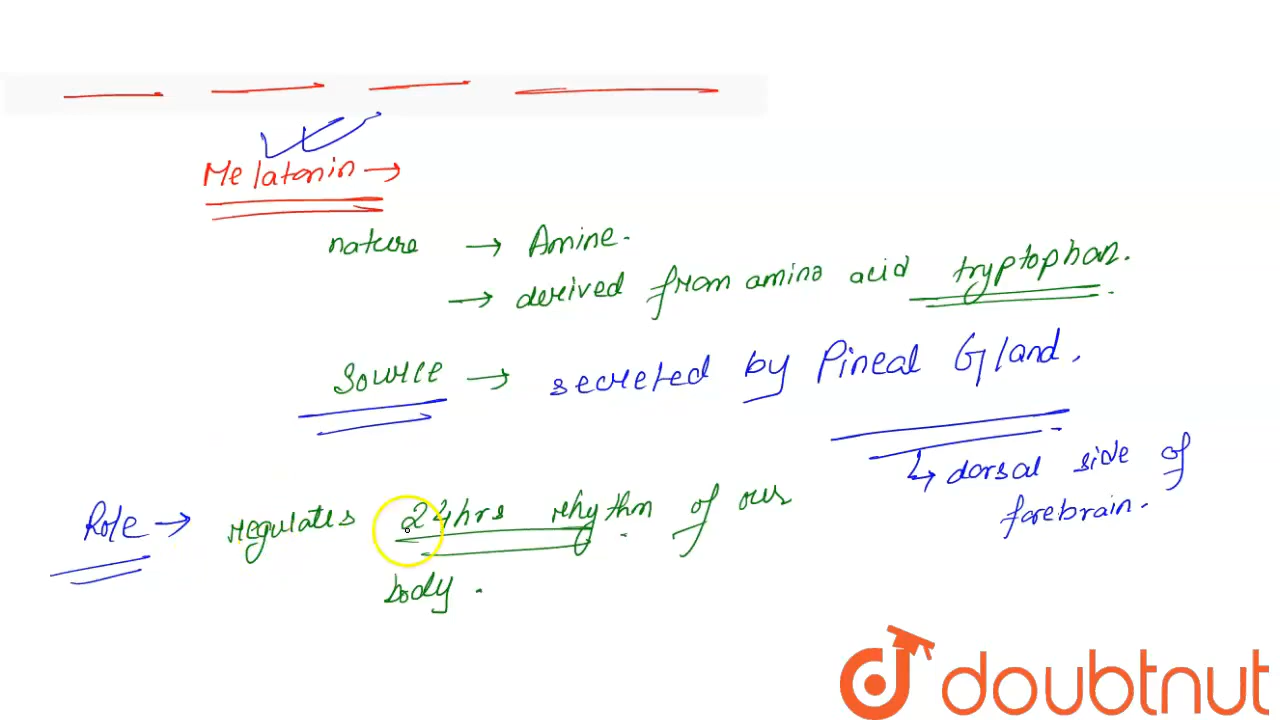 Melatonin →
nature → Amine.
→ derived from amino acid tryptophan.
Source → secreted by Pineal Gland.
↳ dorsal side of
forebrain.
Role → regulates 24hrs rhythm of our
body.
doubtnut